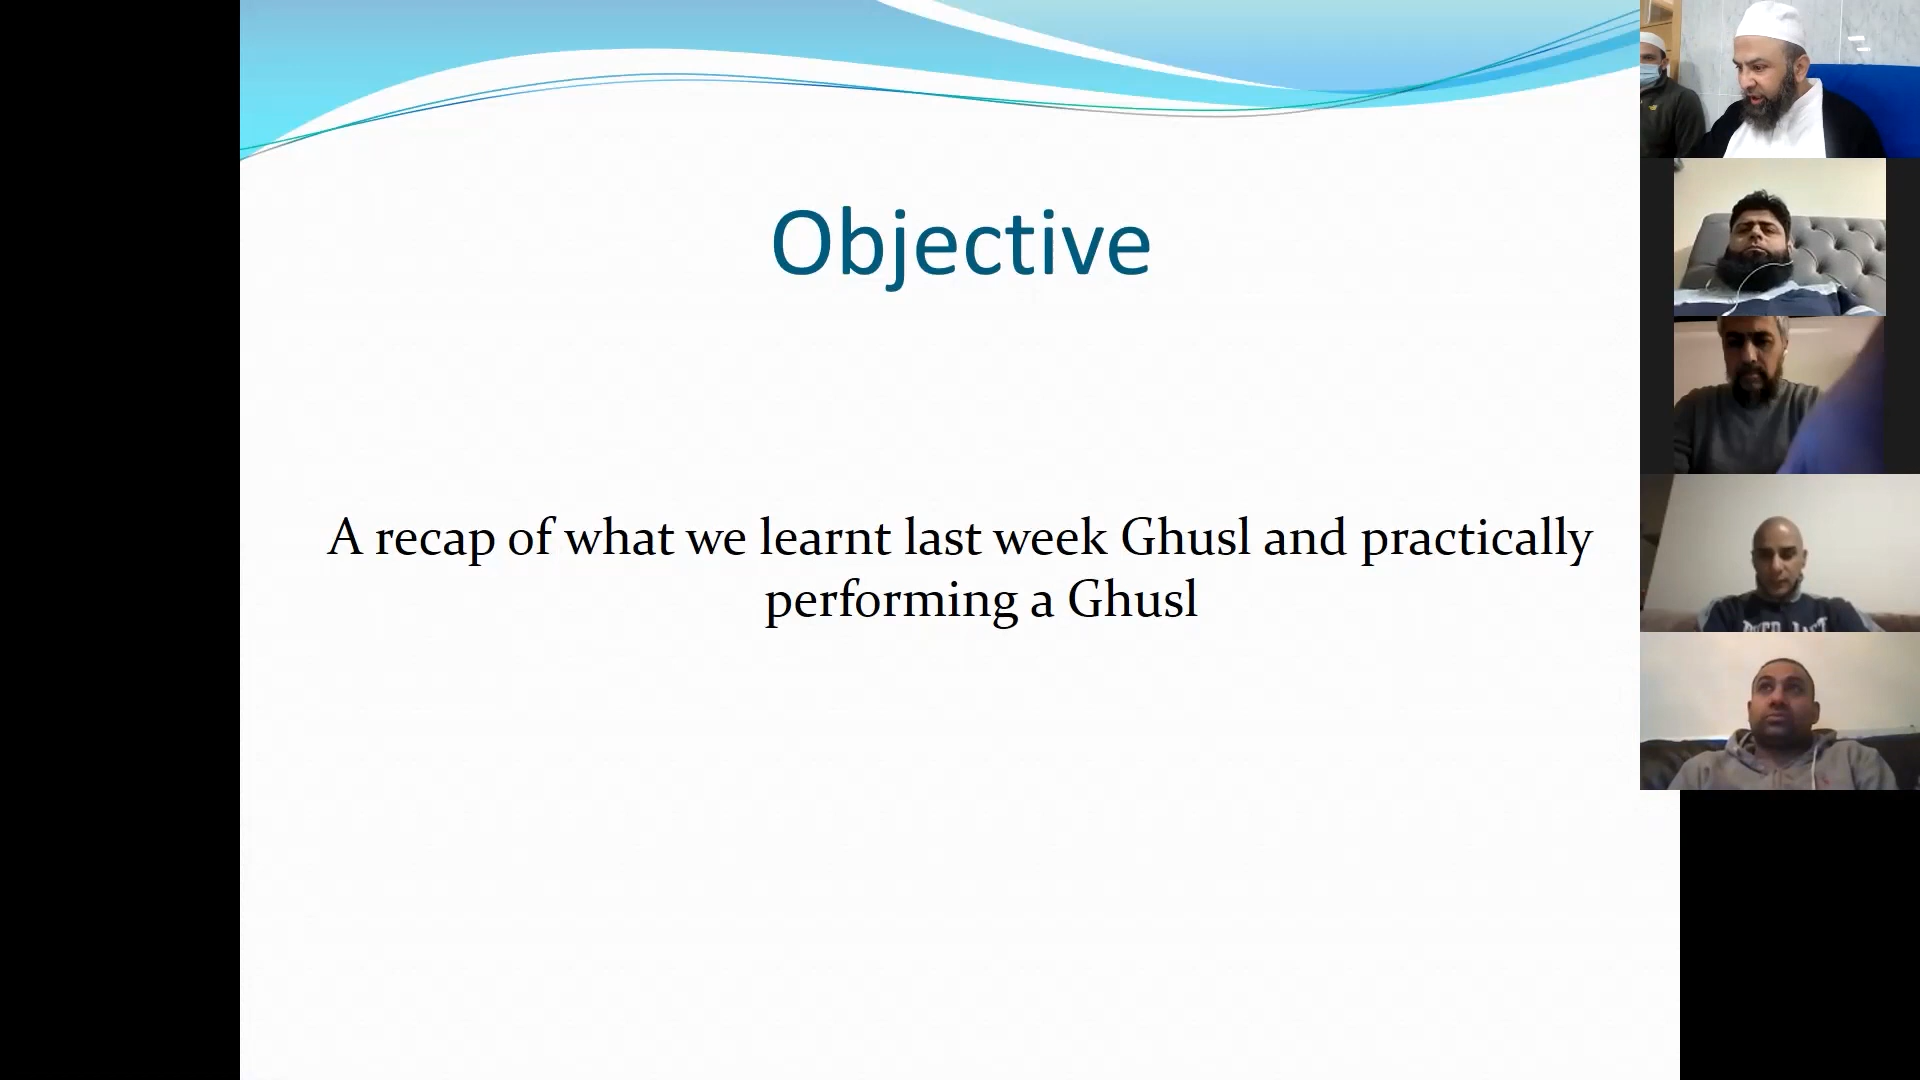 Objective
A recap of what we learnt last week Ghusl and practically
performing a Ghusl